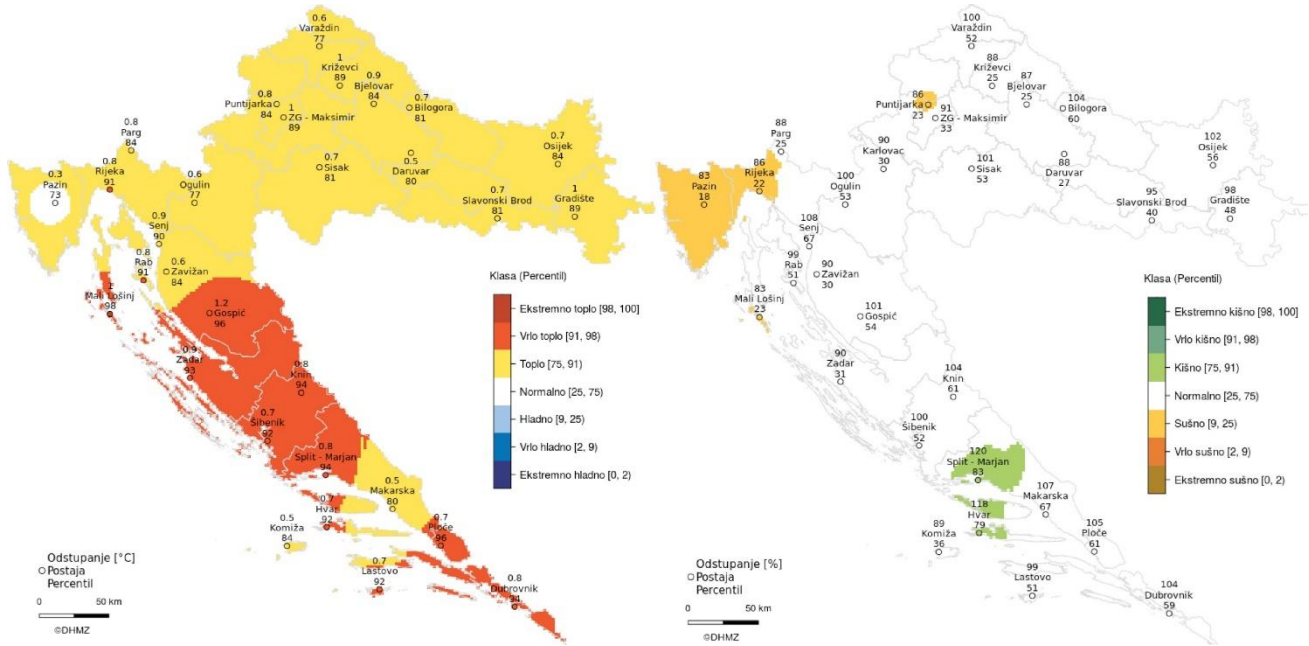 0.6
Varaždin
77
1
Križevci
89
0.9
Bjelovar
84
0.8
Puntijarka
84
1
ZG - Maksimir
89
0.7
Bilogora
81
0.8
Parg
84
0.8
Rijeka
91
0.3
Pazin
73
0.6
Ogulin
77
0.7
Sisak
81
0.5
Daruvar
80
0.7
Osijek
84
0.7
Slavonski Brod
81
1
Gradište
89
0.9
Senj
90
0.8
Rab
91
0.6
Zavižan
84
1
Mali Lošinj
98
1.2
Gospić
96
0.9
Zadar
93
0.8
Knin
94
0.7
Šibenik
92
0.8
Split - Marjan
94
0.5
Makarska
80
0.7
Hvar
92
0.5
Komiža
84
0.7
Ploče
96
0.7
Lastovo
92
0.8
Dubrovnik
94
Klasa (Percentil)
Ekstremno toplo [98, 100]
Vrlo toplo [91, 98)
Toplo [75, 91)
Normalno [25, 75)
Hladno [9, 25)
Vrlo hladno [2, 9)
Ekstremno hladno [0, 2)
Odstupanje [°C]
Postaja
Percentil
0 50 km
©DHMZ
100
Varaždin
52
88
Križevci
25
87
Bjelovar
25
86
Puntijarka
23
91
ZG - Maksimir
33
104
Bilogora
60
88
Parg
25
90
Karlovac
30
86
Rijeka
22
83
Pazin
18
100
Ogulin
53
101
Sisak
53
88
Daruvar
27
102
Osijek
56
95
Slavonski Brod
40
98
Gradište
48
108
Senj
67
99
Rab
51
90
Zavižan
30
83
Mali Lošinj
23
101
Gospić
54
90
Zadar
31
104
Knin
61
100
Šibenik
52
120
Split - Marjan
83
107
Makarska
67
118
Hvar
79
89
Komiža
36
105
Ploče
61
99
Lastovo
51
104
Dubrovnik
59
Klasa (Percentil)
Ekstremno kišno [98, 100]
Vrlo kišno [91, 98)
Kišno [75, 91)
Normalno [25, 75)
Sušno [9, 25)
Vrlo sušno [2, 9)
Ekstremno sušno [0, 2)
Odstupanje [%]
Postaja
Percentil
0 50 km
©DHMZ